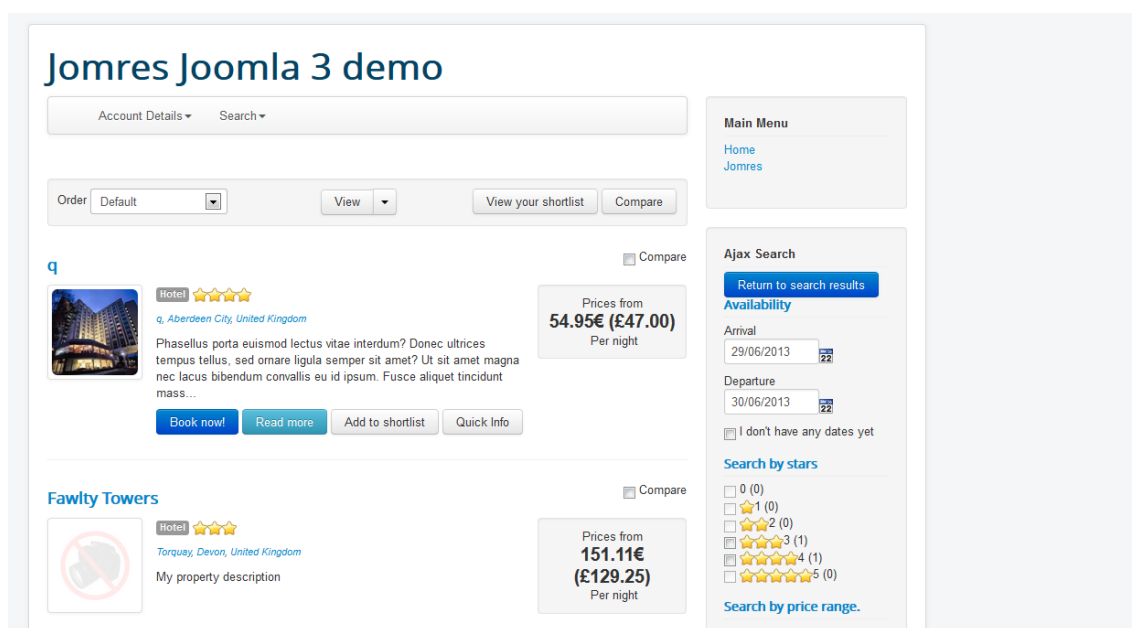 Jomres Joomla 3 demo
Account Details Search
Order Default View View your shortlist Compare
q
Compare
Hotel
q, Aberdeen City, United Kingdom
Phasellus porta euismod lectus vitae interdum? Donec ultrices
tempus tellus, sed ornare ligula semper sit amet? Ut sit amet magna
nec lacus bibendum convallis eu id ipsum. Fusce aliquet tincidunt
mass...
Book now! Read more Add to shortlist Quick Info
Prices from
54.95€ (£47.00)
Per night
Fawlty Towers
Compare
Hotel
Torquay, Devon, United Kingdom
My property description
Prices from
151.11€
(£129.25)
Per night
Main Menu
Home
Jomres
Ajax Search
Return to search results
Availability
Arrival
29/06/2013 22
Departure
30/06/2013 22
I don't have any dates yet
Search by stars
0 (0)
1 (0)
2 (0)
3 (1)
4 (1)
5 (0)
Search by price range.